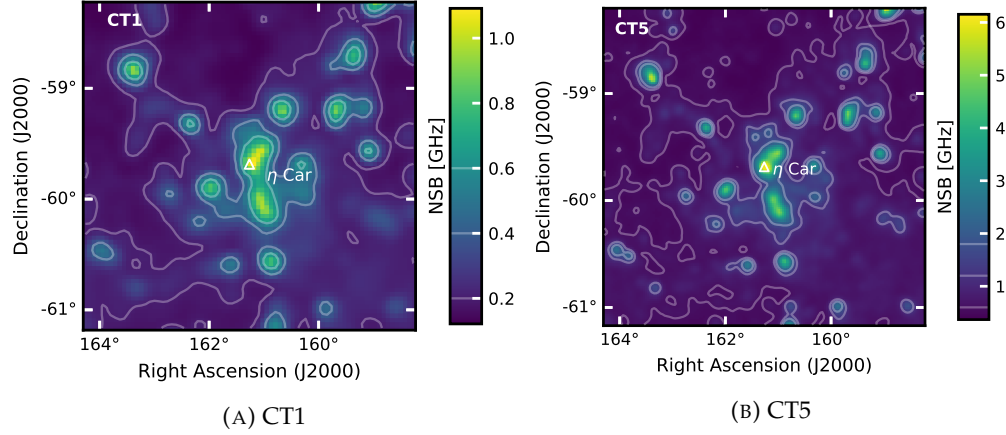 CT1
Declination (J2000)
-59°
-60°
-61°
164°
162°
160°
Right Ascension (J2000)
η Car
NSB [GHz]
1.0
0.8
0.6
0.4
0.2
(A) CT1
CT5
Declination (J2000)
-59°
-60°
-61°
164°
162°
160°
Right Ascension (J2000)
η Car
NSB [GHz]
6
5
4
3
2
1
(B) CT5